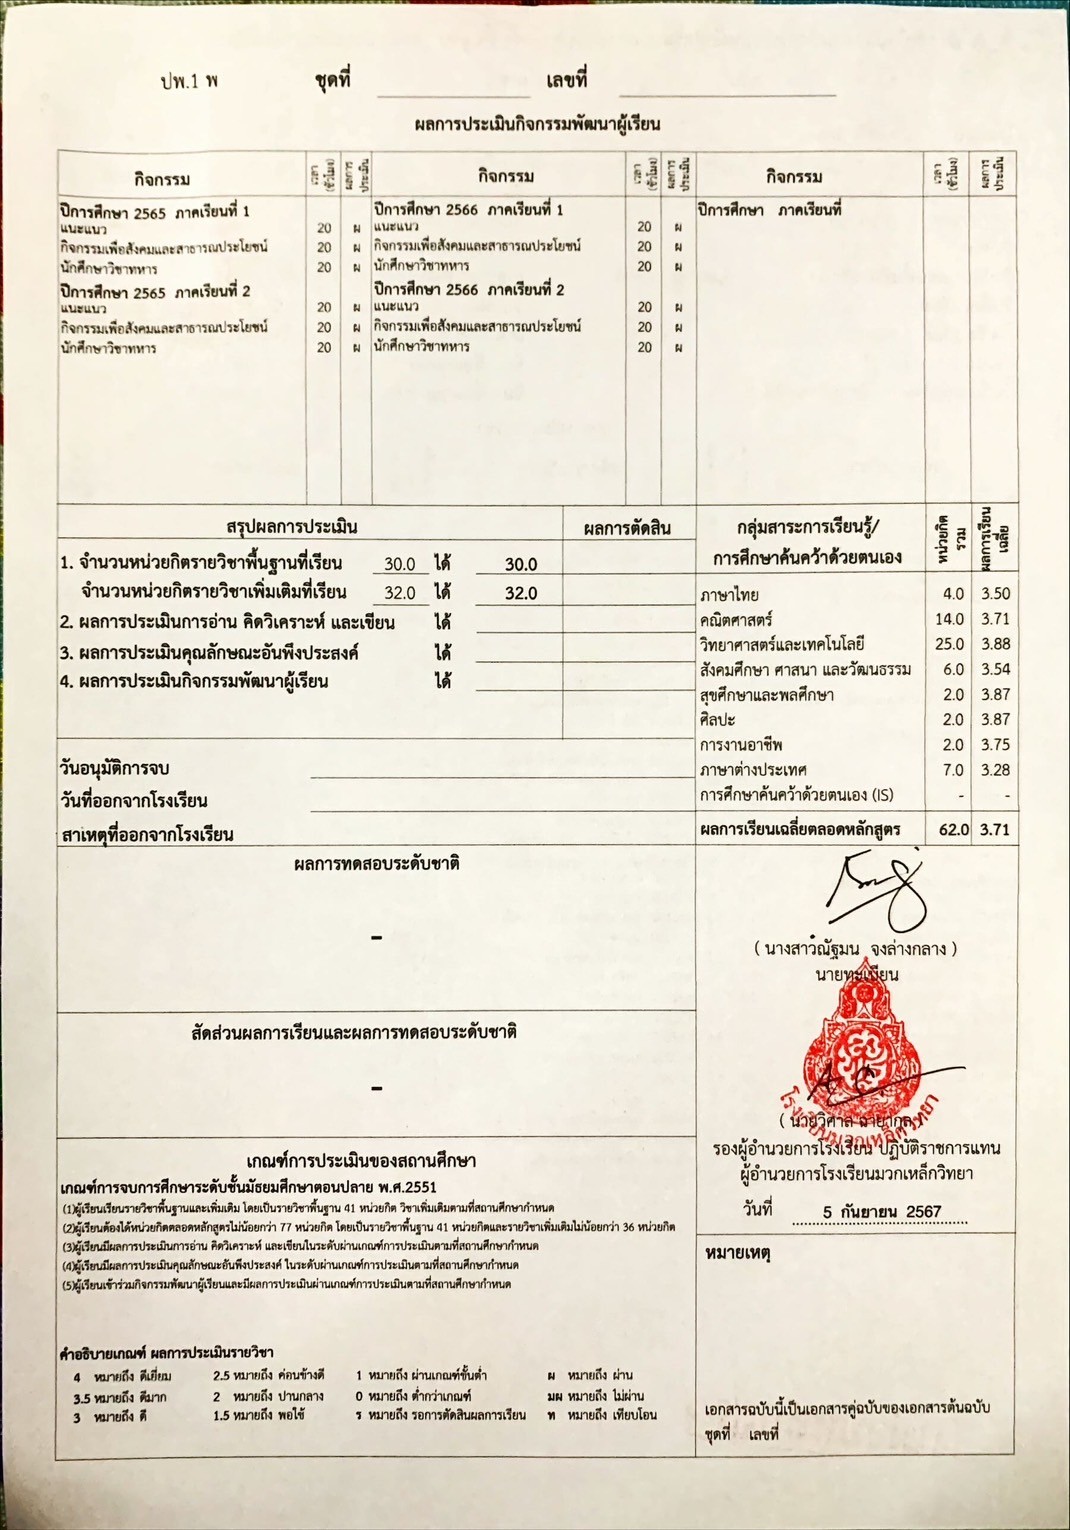 ปพ.1 พ ชุดที่ เลขที่
ผลการประเมินกิจกรรมพัฒนาผู้เรียน
กิจกรรม เวลา (ชั่วโมง) ผลการประเมิน กิจกรรม เวลา (ชั่วโมง) ผลการประเมิน กิจกรรม เวลา (ชั่วโมง) ผลการประเมิน
ปีการศึกษา 2565 ภาคเรียนที่ 1 ปีการศึกษา 2566 ภาคเรียนที่ 1 ปีการศึกษา ภาคเรียนที่
แนะแนว 20 ผ แนะแนว 20 ผ
กิจกรรมเพื่อสังคมและสาธารณประโยชน์ 20 ผ กิจกรรมเพื่อสังคมและสาธารณประโยชน์ 20 ผ
นักศึกษาวิชาทหาร 20 ผ นักศึกษาวิชาทหาร 20 ผ
ปีการศึกษา 2565 ภาคเรียนที่ 2 ปีการศึกษา 2566 ภาคเรียนที่ 2
แนะแนว 20 ผ แนะแนว 20 ผ
กิจกรรมเพื่อสังคมและสาธารณประโยชน์ 20 ผ กิจกรรมเพื่อสังคมและสาธารณประโยชน์ 20 ผ
นักศึกษาวิชาทหาร 20 ผ นักศึกษาวิชาทหาร 20 ผ
สรุปผลการประเมิน ผลการตัดสิน
1. จำนวนหน่วยกิตรายวิชาพื้นฐานที่เรียน 30.0 ได้ 30.0
จำนวนหน่วยกิตรายวิชาเพิ่มเติมที่เรียน 32.0 ได้ 32.0
2. ผลการประเมินการอ่าน คิดวิเคราะห์ และเขียน ได้
3. ผลการประเมินคุณลักษณะอันพึงประสงค์ ได้
4. ผลการประเมินกิจกรรมพัฒนาผู้เรียน ได้
วันอนุมัติการจบ
วันที่ออกจากโรงเรียน
สาเหตุที่ออกจากโรงเรียน
กลุ่มสาระการเรียนรู้/ หน่วยกิตรวม ผลการเรียนเฉลี่ย
การศึกษาค้นคว้าด้วยตนเอง
ภาษาไทย 4.0 3.50
คณิตศาสตร์ 14.0 3.71
วิทยาศาสตร์และเทคโนโลยี 25.0 3.88
สังคมศึกษา ศาสนา และวัฒนธรรม 6.0 3.54
สุขศึกษาและพลศึกษา 2.0 3.87
ศิลปะ 2.0 3.87
การงานอาชีพ 2.0 3.75
ภาษาต่างประเทศ 7.0 3.28
การศึกษาค้นคว้าด้วยตนเอง (IS) - -
ผลการเรียนเฉลี่ยตลอดหลักสูตร 62.0 3.71
ผลการทดสอบระดับชาติ
-
สัดส่วนผลการเรียนและผลการทดสอบระดับชาติ
-
( นางสาวณัฐมน จงล่างกลาง )
นายทะเบียน
โรงเรียนมวกเหล็กวิทยา
( นายวิศาล
รองผู้อำนวยการโรงเรียน ปฏิบัติราชการแทน
ผู้อำนวยการโรงเรียนมวกเหล็กวิทยา
วันที่ 5 กันยายน 2567
เกณฑ์การประเมินของสถานศึกษา
เกณฑ์การจบการศึกษาระดับชั้นมัธยมศึกษาตอนปลาย พ.ศ.2551
(1)ผู้เรียนเรียนรายวิชาพื้นฐานและเพิ่มเติม โดยเป็นรายวิชาพื้นฐาน 41 หน่วยกิต วิชาเพิ่มเติมตามที่สถานศึกษากำหนด
(2)ผู้เรียนต้องได้หน่วยกิตตลอดหลักสูตรไม่น้อยกว่า 77 หน่วยกิต โดยเป็นรายวิชาพื้นฐาน 41 หน่วยกิตและรายวิชาเพิ่มเติมไม่น้อยกว่า 36 หน่วยกิต
(3)ผู้เรียนมีผลการประเมินการอ่าน คิดวิเคราะห์ และเขียนในระดับผ่านเกณฑ์การประเมินตามที่สถานศึกษากำหนด
(4)ผู้เรียนมีผลการประเมินคุณลักษณะอันพึงประสงค์ ในระดับผ่านเกณฑ์การประเมินตามที่สถานศึกษากำหนด
(5)ผู้เรียนเข้าร่วมกิจกรรมพัฒนาผู้เรียนและมีผลการประเมินผ่านเกณฑ์การประเมินตามที่สถานศึกษากำหนด
คำอธิบายเกณฑ์ ผลการประเมินรายวิชา
4 หมายถึง ดีเยี่ยม 2.5 หมายถึง ค่อนข้างดี 1 หมายถึง ผ่านเกณฑ์ขั้นต่ำ ผ หมายถึง ผ่าน
3.5 หมายถึง ดีมาก 2 หมายถึง ปานกลาง 0 หมายถึง ต่ำกว่าเกณฑ์ มผ หมายถึง ไม่ผ่าน
3 หมายถึง ดี 1.5 หมายถึง พอใช้ ร หมายถึง รอการตัดสินผลการเรียน ท หมายถึง เทียบโอน
หมายเหตุ
เอกสารฉบับนี้เป็นเอกสารคู่ฉบับของเอกสารต้นฉบับ
ชุดที่ เลขที่